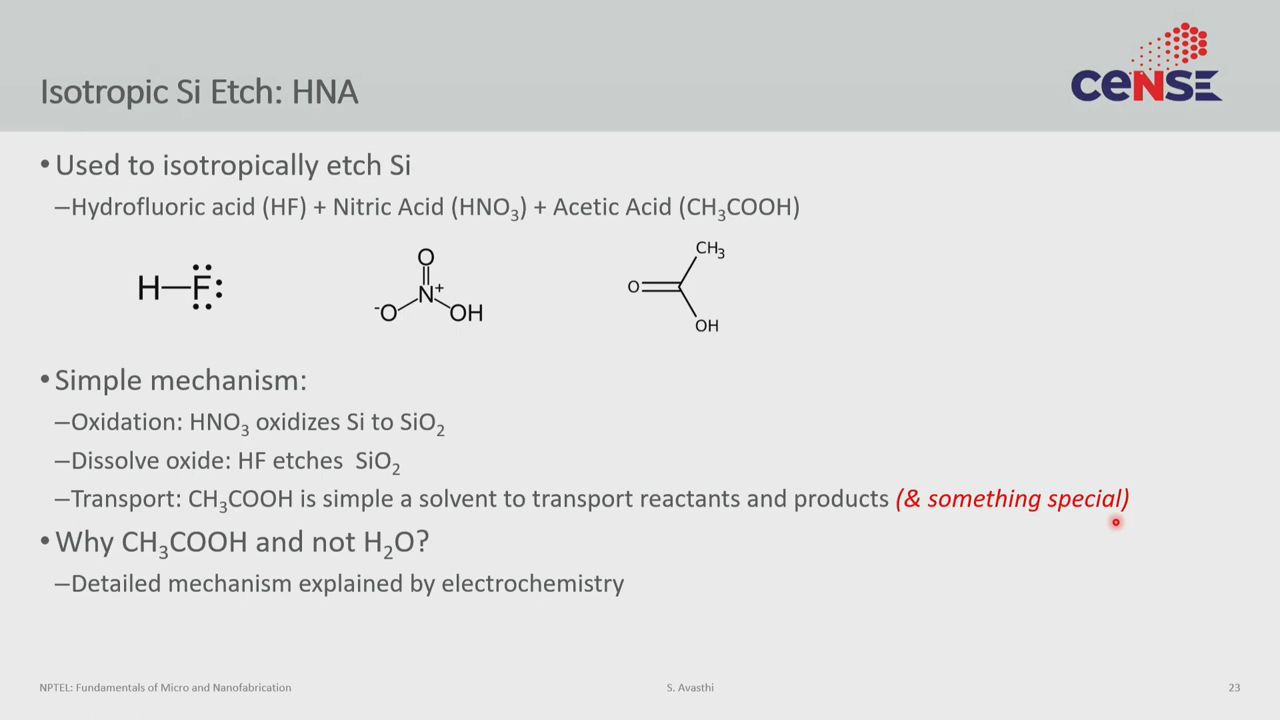 Isotropic Si Etch: HNA
CeNSE
• Used to isotropically etch Si
–Hydrofluoric acid (HF) + Nitric Acid (HNO₃) + Acetic Acid (CH₃COOH)
H—F
O
N⁺
⁻O
OH
CH₃
O
OH
• Simple mechanism:
–Oxidation: HNO₃ oxidizes Si to SiO₂
–Dissolve oxide: HF etches SiO₂
–Transport: CH₃COOH is simple a solvent to transport reactants and products (& something special)
• Why CH₃COOH and not H₂O?
–Detailed mechanism explained by electrochemistry
NPTEL: Fundamentals of Micro and Nanofabrication
S. Avasthi
23